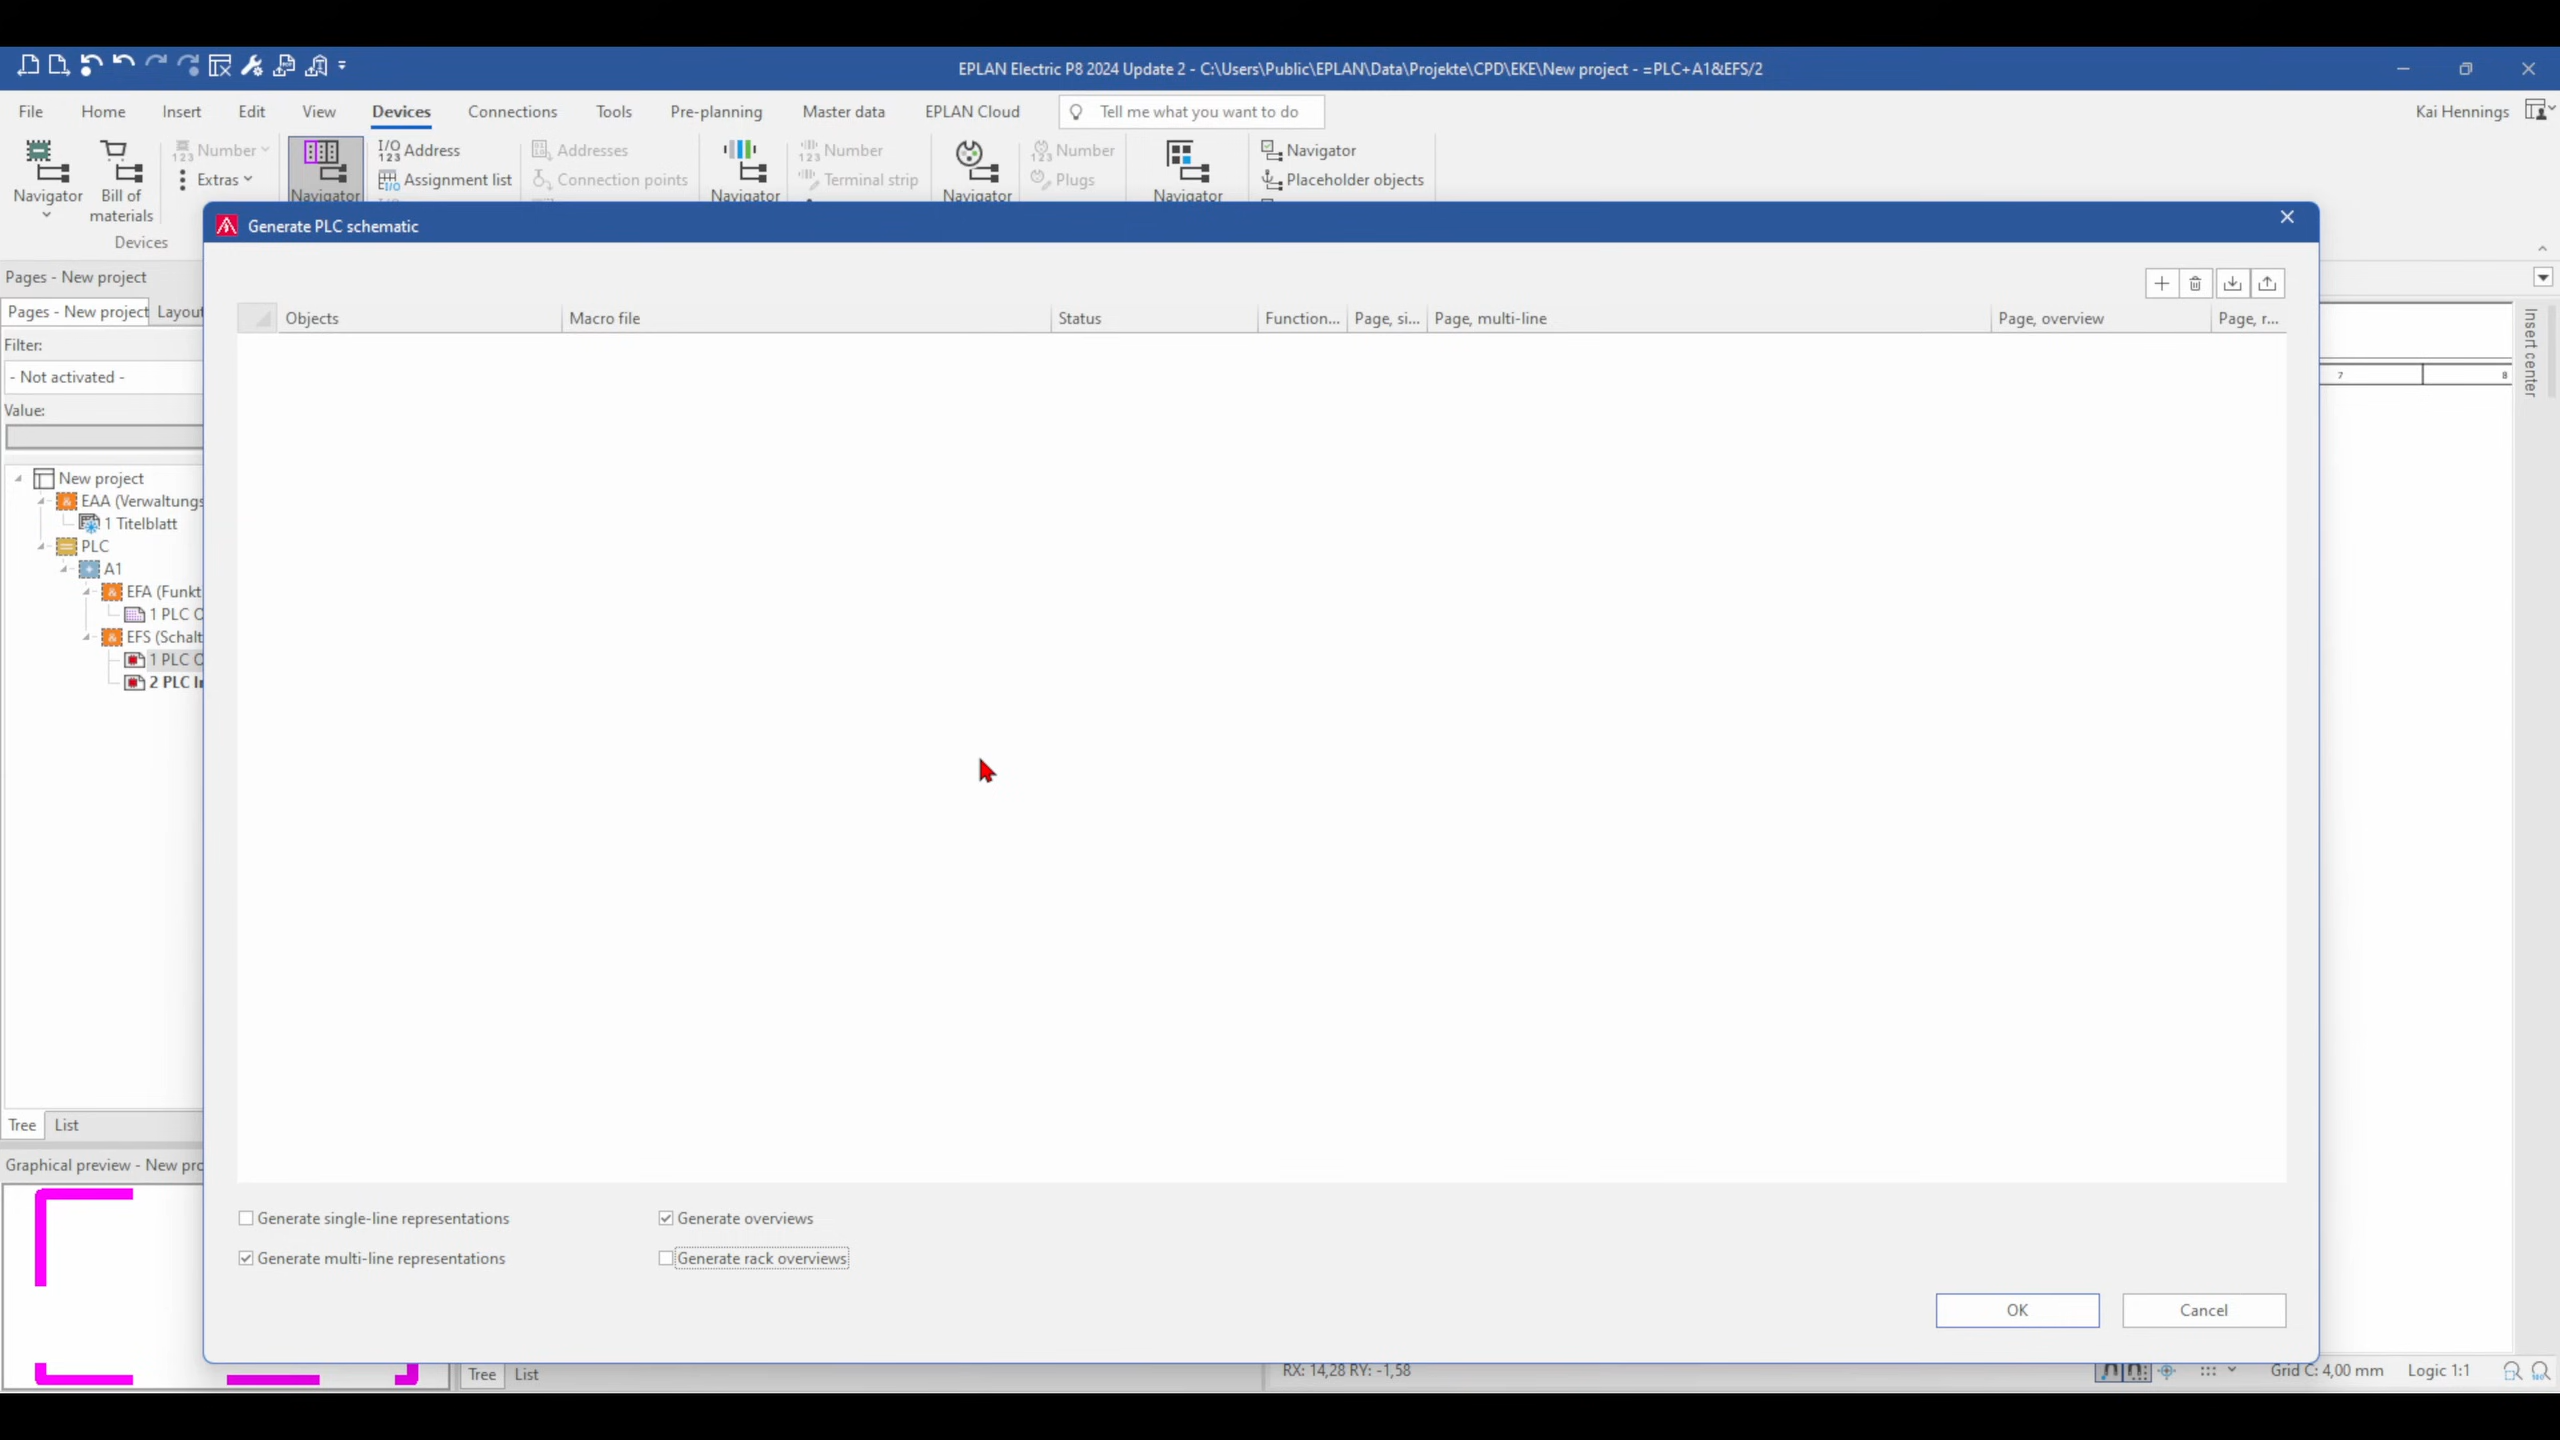 EPLAN Electric P8 2024 Update 2 - C:\Users\Public\EPLAN\Data\Projekte\CPD\EKE\New project - =PLC+A1&EFS/2
File Home Insert Edit View Devices Connections Tools Pre-planning Master data EPLAN Cloud Tell me what you want to do Kai Hennings
Number I/O 123 Address Addresses Number Number Navigator
Extras Assignment list Connection points Terminal strip Plugs Placeholder objects
Navigator Bill of materials Navigator Navigator Navigator Navigator
Devices
Generate PLC schematic
Pages - New project
Pages - New project Layou
Filter:
- Not activated -
Value:
New project
EAA (Verwaltungs
1 Titelblatt
PLC
A1
EFA (Funkt
1 PLC O
EFS (Schalt
1 PLC O
2 PLC In
Tree List
Graphical preview - New pro
Objects Macro file Status Function... Page, si... Page, multi-line Page, overview Page, r...
7 8
Insert center
Generate single-line representations Generate overviews
Generate multi-line representations Generate rack overviews
OK Cancel
Tree List RX: 14,28 RY: -1,58 Grid C: 4,00 mm Logic 1:1